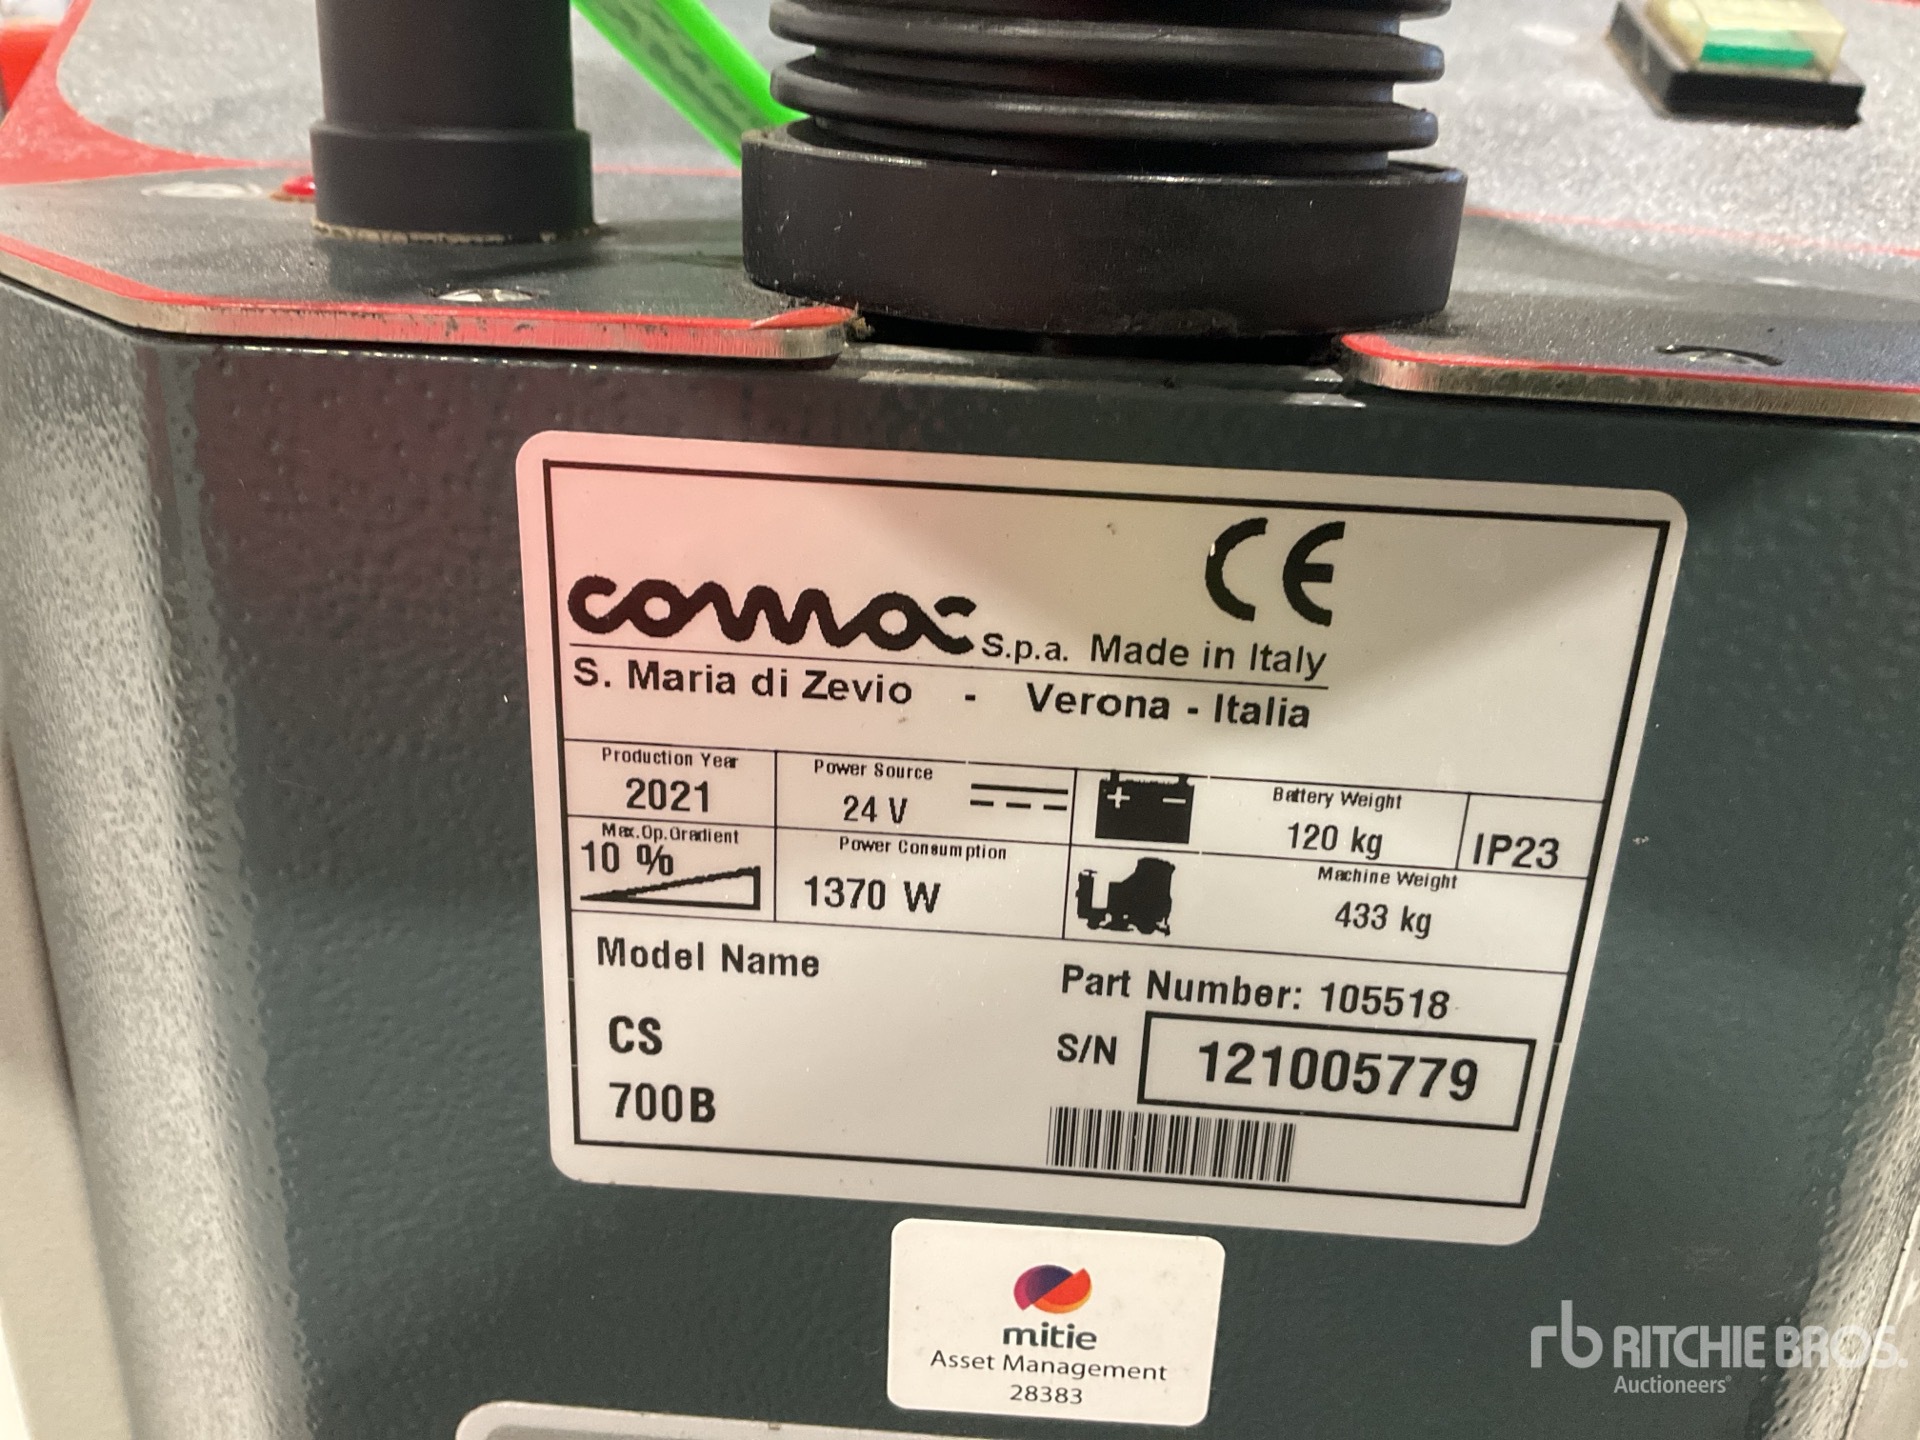 comac S.p.a. Made in Italy CE
S. Maria di Zevio - Verona - Italia
Production Year
2021
Power Source
24 V
+ -
Battery Weight
120 kg
IP23
Max.Op.Gradient
10 %
Power Consumption
1370 W
Machine Weight
433 kg
Model Name
CS
700B
Part Number: 105518
S/N 121005779
mitie
Asset Management
28383
rb RITCHIE BROS.
Auctioneers